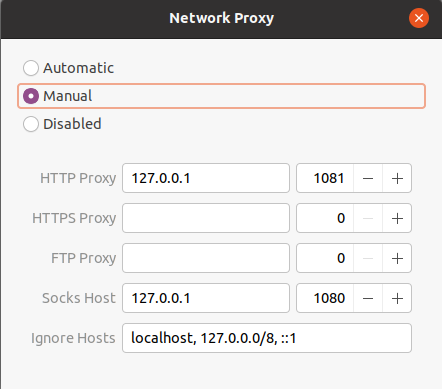 Network Proxy
Automatic
Manual
Disabled
HTTP Proxy 127.0.0.1 1081 − +
HTTPS Proxy 0 − +
FTP Proxy 0 − +
Socks Host 127.0.0.1 1080 − +
Ignore Hosts localhost, 127.0.0.0/8, ::1